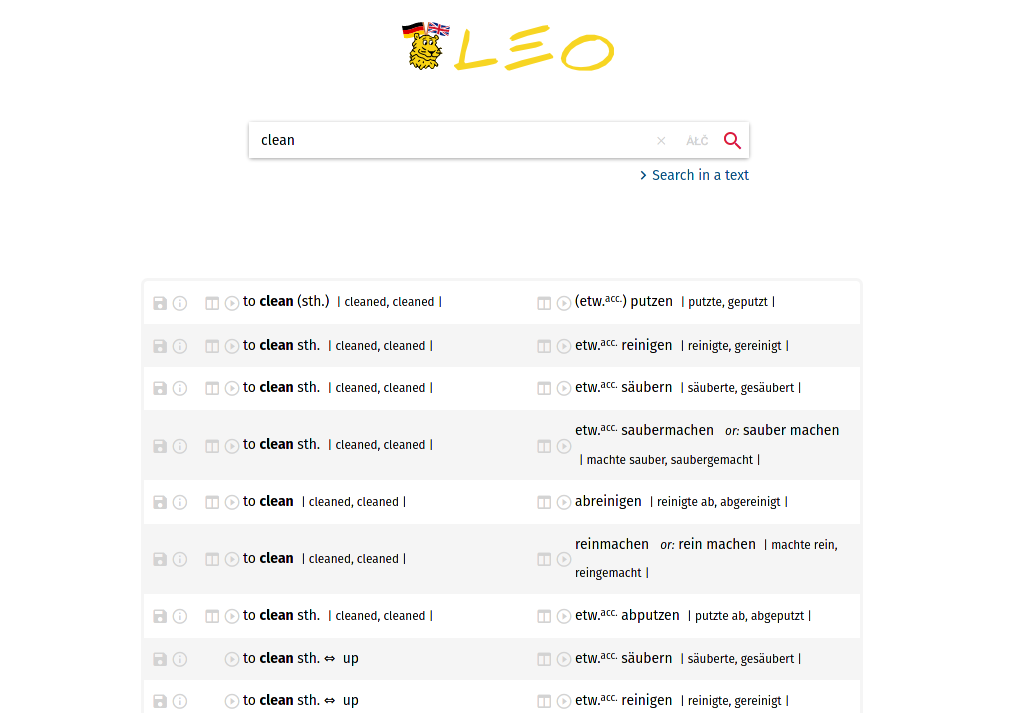 LEO
clean
ÄŁČ
Search in a text
to clean (sth.) | cleaned, cleaned | (etw.acc.) putzen | putzte, geputzt |
to clean sth. | cleaned, cleaned | etw.acc. reinigen | reinigte, gereinigt |
to clean sth. | cleaned, cleaned | etw.acc. säubern | säuberte, gesäubert |
to clean sth. | cleaned, cleaned | etw.acc. saubermachen or: sauber machen
| machte sauber, saubergemacht |
to clean | cleaned, cleaned | abreinigen | reinigte ab, abgereinigt |
to clean | cleaned, cleaned | reinmachen or: rein machen | machte rein,
reingemacht |
to clean sth. | cleaned, cleaned | etw.acc. abputzen | putzte ab, abgeputzt |
to clean sth. ⇔ up etw.acc. säubern | säuberte, gesäubert |
to clean sth. ⇔ up etw.acc. reinigen | reinigte, gereinigt |